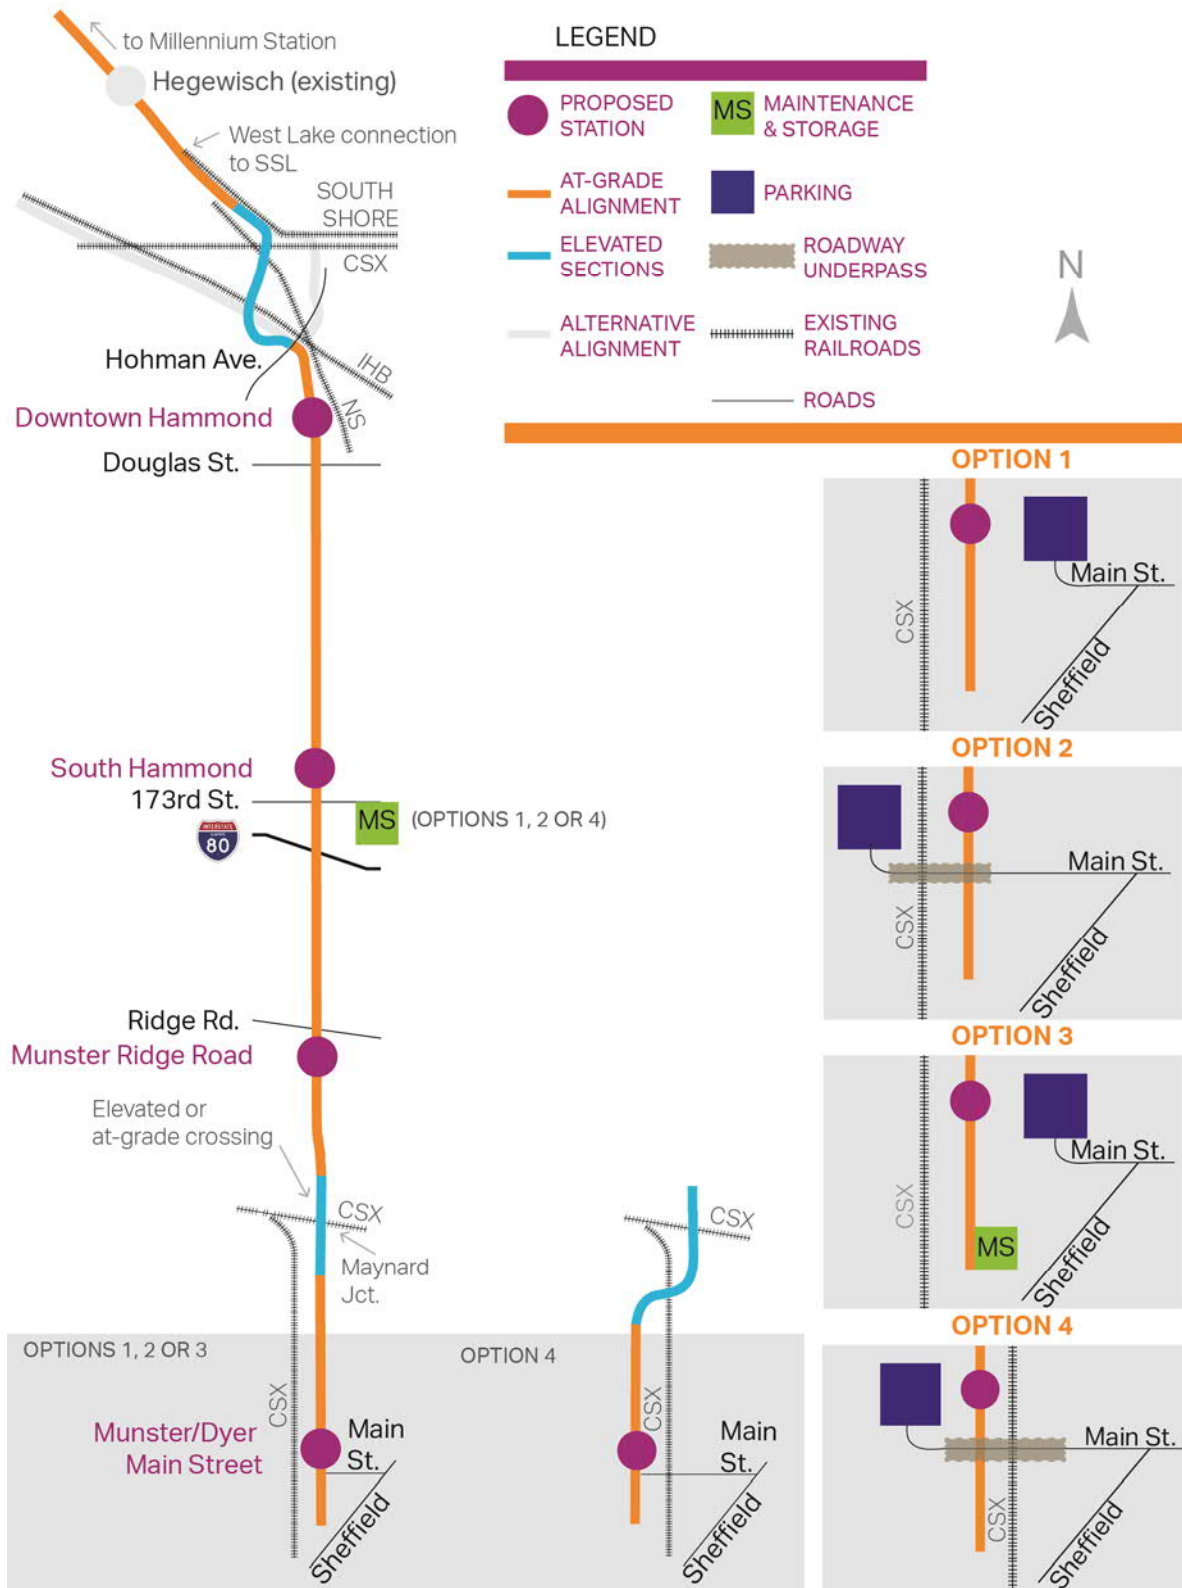 to Millennium Station
Hegewisch (existing)
West Lake connection
to SSL
SOUTH
SHORE
CSX
Hohman Ave.
IHB
NS
Downtown Hammond
Douglas St.
South Hammond
173rd St.
MS (OPTIONS 1, 2 OR 4)
INTERSTATE
80
Ridge Rd.
Munster Ridge Road
Elevated or
at-grade crossing
CSX
Maynard
Jct.
OPTIONS 1, 2 OR 3
CSX
Munster/Dyer
Main Street
Main
St.
Sheffield
CSX
OPTION 4
CSX
Main
St.
Sheffield
LEGEND
PROPOSED
STATION
MS MAINTENANCE
& STORAGE
AT-GRADE
ALIGNMENT
PARKING
ELEVATED
SECTIONS
ROADWAY
UNDERPASS
ALTERNATIVE
ALIGNMENT
EXISTING
RAILROADS
ROADS
N
OPTION 1
CSX
Main St.
Sheffield
OPTION 2
CSX
Main St.
Sheffield
OPTION 3
CSX
Main St.
MS
Sheffield
OPTION 4
Main St.
CSX
Sheffield